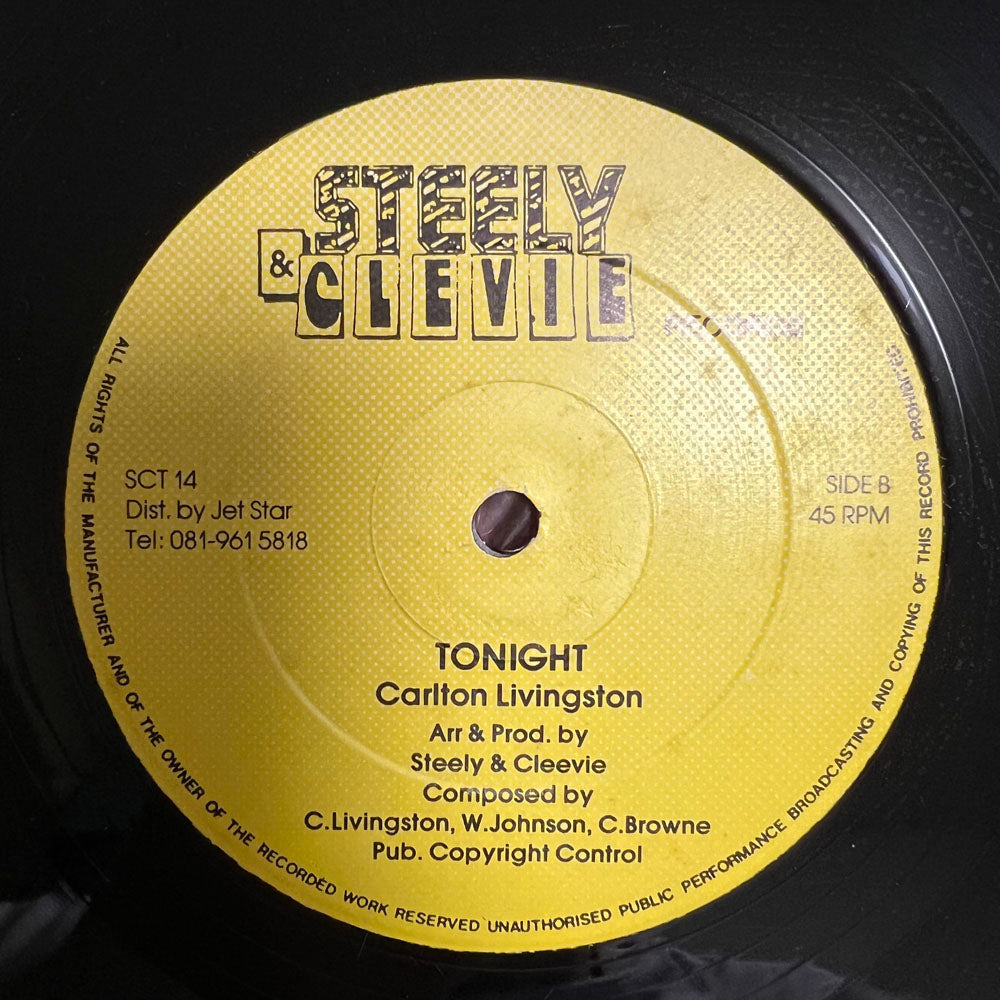 STEELY
& CLEVIE
SCT 14
Dist. by Jet Star
Tel: 081-961 5818
SIDE B
45 RPM
TONIGHT
Carlton Livingston
Arr & Prod. by
Steely & Cleevie
Composed by
C.Livingston, W.Johnson, C.Browne
Pub. Copyright Control
ALL RIGHTS OF THE MANUFACTURER AND OF THE OWNER OF THE RECORDED WORK RESERVED UNAUTHORISED PUBLIC PERFORMANCE BROADCASTING AND COPYING OF THIS RECORD PROHIBITED